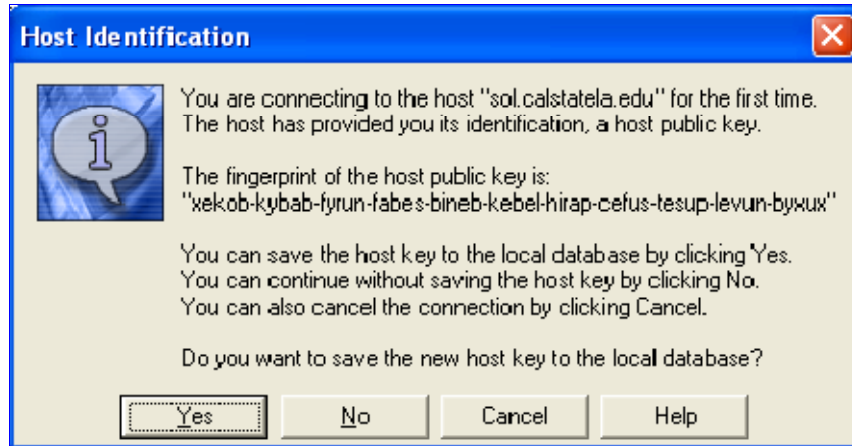 Host Identification
You are connecting to the host "sol.calstatela.edu" for the first time.
The host has provided you its identification, a host public key.
The fingerprint of the host public key is:
"xekob-kybab-fyrun-fabes-bineb-kebel-hirap-cefus-tesup-levun-byxux"
You can save the host key to the local database by clicking Yes.
You can continue without saving the host key by clicking No.
You can also cancel the connection by clicking Cancel.
Do you want to save the new host key to the local database?
Yes No Cancel Help